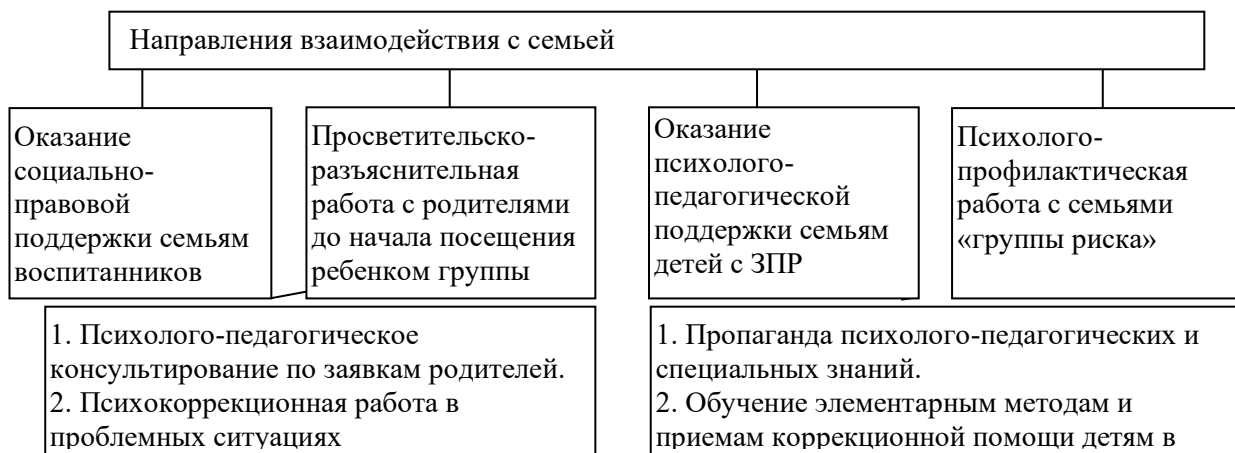 Направления взаимодействия с семьей
Оказание
социально-
правовой
поддержки семьям
воспитанников
Просветительско-
разъяснительная
работа с родителями
до начала посещения
ребенком группы
Оказание
психолого-
педагогической
поддержки семьям
детей с ЗПР
Психолого-
профилактическая
работа с семьями
«группы риска»
1. Психолого-педагогическое
консультирование по заявкам родителей.
2. Психокоррекционная работа в
проблемных ситуациях
1. Пропаганда психолого-педагогических и
специальных знаний.
2. Обучение элементарным методам и
приемам коррекционной помощи детям в